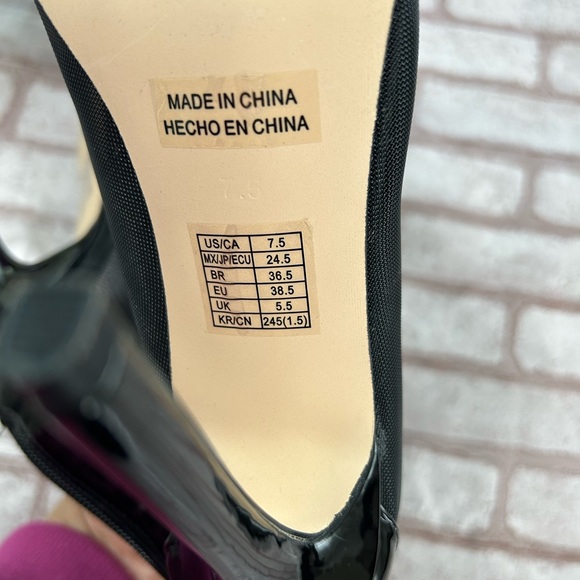 MADE IN CHINA
HECHO EN CHINA
7.5
US/CA 7.5
MX/JP/ECU 24.5
BR 36.5
EU 38.5
UK 5.5
KR/CN 245(1.5)